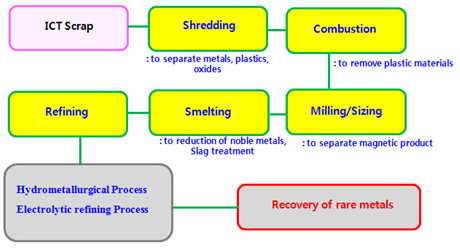 ICT Scrap
Shredding
: to separate metals, plastics,
oxides
Combustion
: to remove plastic materials
Milling/Sizing
: to separate magnetic product
Smelting
: to reduction of noble metals,
Slag treatment
Refining
Hydrometallurgical Process
Electrolytic refining Process
Recovery of rare metals